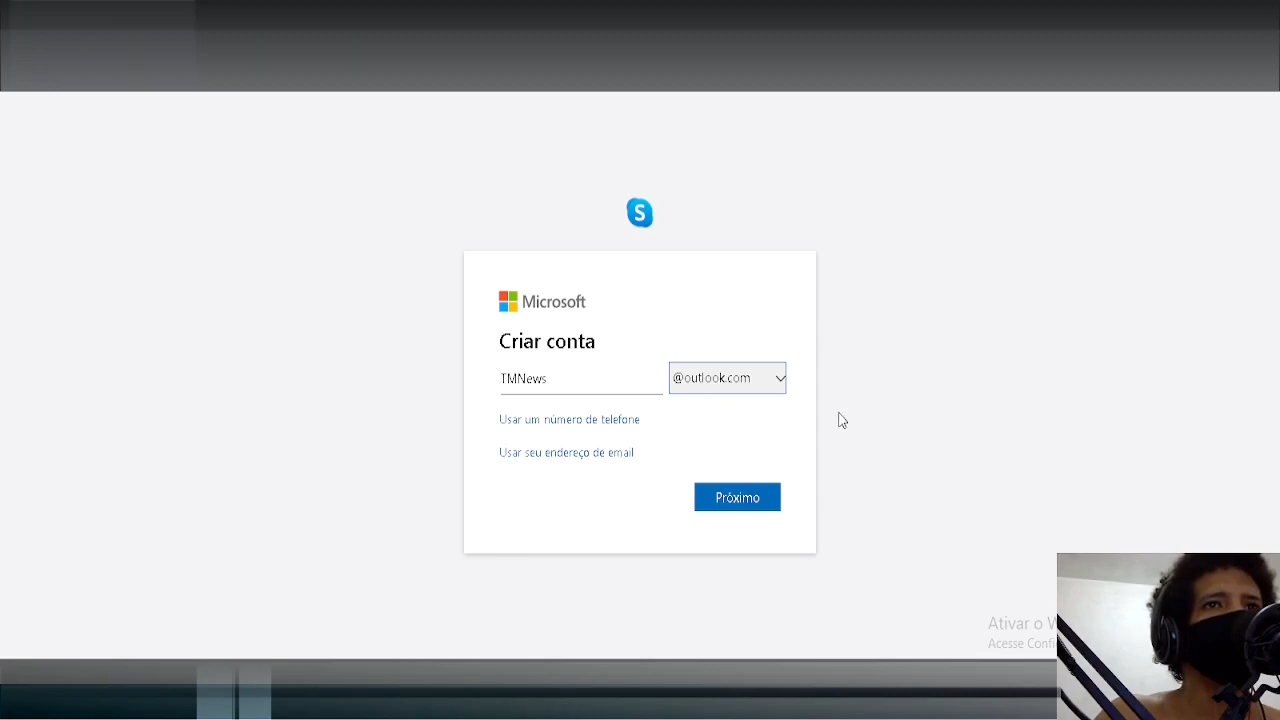 S
Microsoft
Criar conta
TMNews @outlook.com
Usar um número de telefone
Usar seu endereço de email
Próximo
Ativar o
Acesse